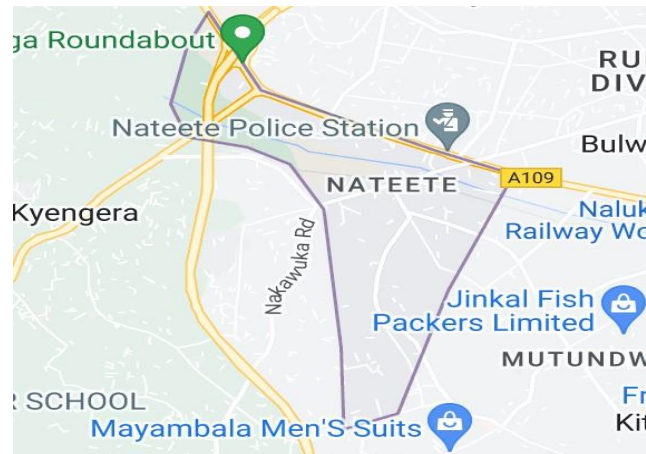 ga Roundabout
RU
DIV
Nateete Police Station
Bulw
NATEETE
A109
Kyengera
Naluk
Railway Wo
Nakawuka Rd
Jinkal Fish
Packers Limited
MUTUNDW
R SCHOOL
Fr
Mayambala Men'S Suits
Kit